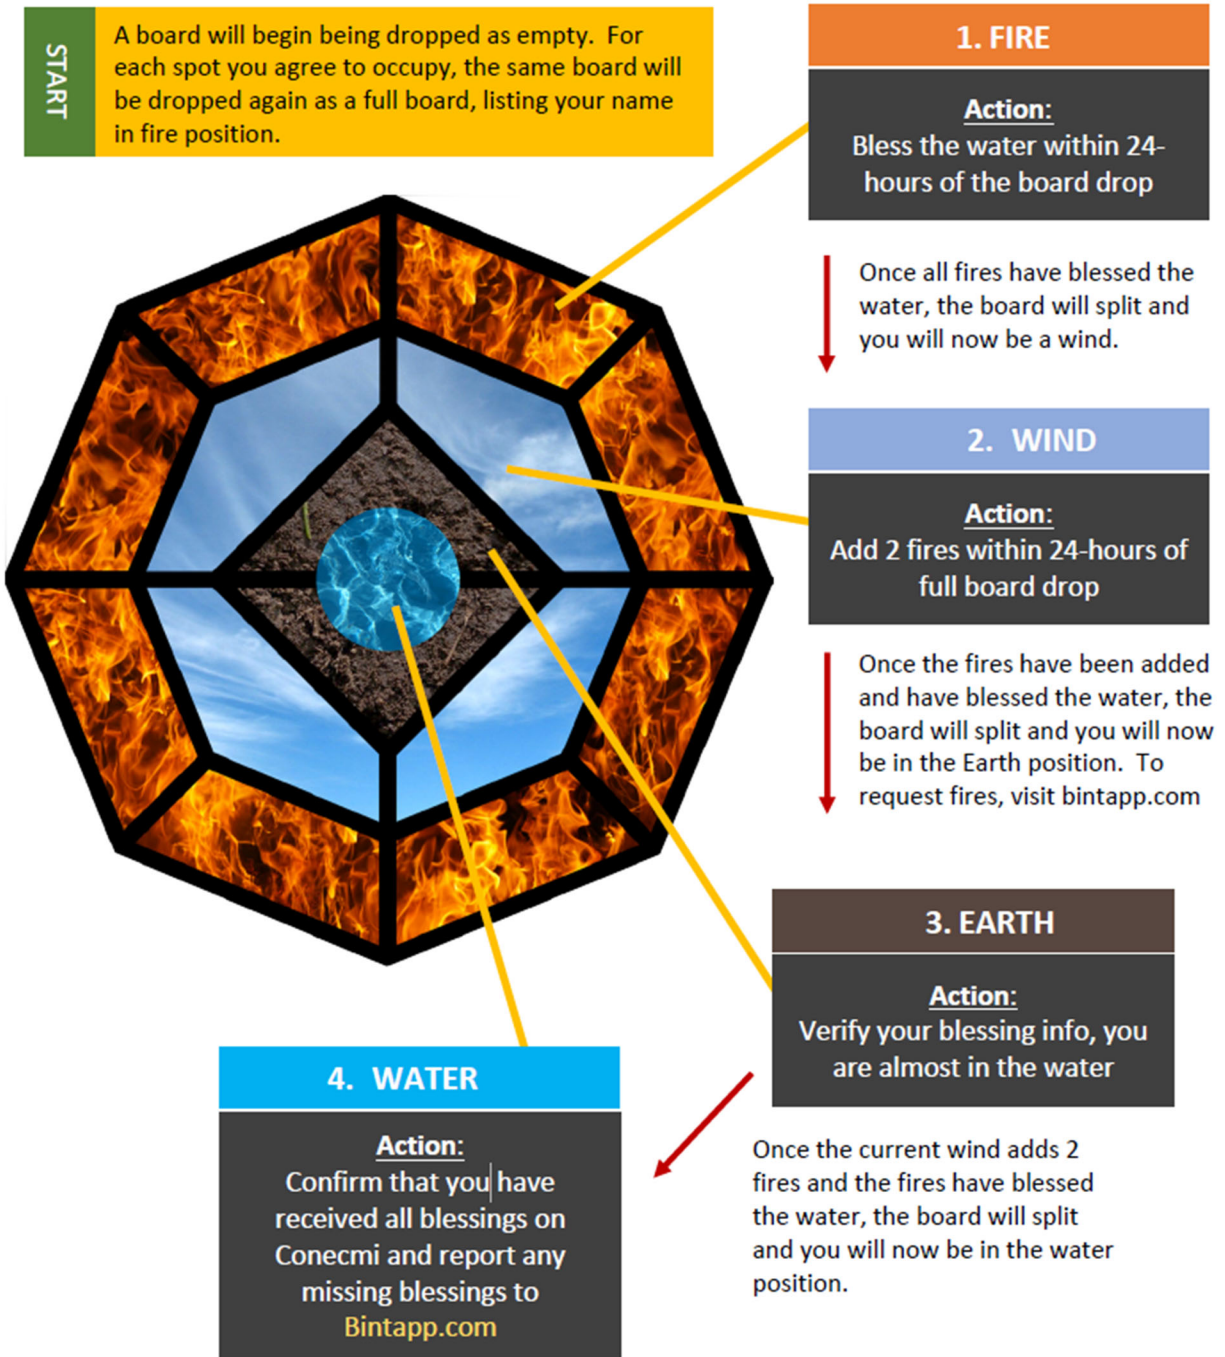 START
A board will begin being dropped as empty.  For
each spot you agree to occupy, the same board will
be dropped again as a full board, listing your name
in fire position.
1. FIRE
Action:
Bless the water within 24-
hours of the board drop
Once all fires have blessed the
water, the board will split and
you will now be a wind.
2.  WIND
Action:
Add 2 fires within 24-hours of
full board drop
Once the fires have been added
and have blessed the water, the
board will split and you will now
be in the Earth position.  To
request fires, visit bintapp.com
3. EARTH
Action:
Verify your blessing info, you
are almost in the water
Once the current wind adds 2
fires and the fires have blessed
the water, the board will split
and you will now be in the water
position.
4.  WATER
Action:
Confirm that you have
received all blessings on
Conecmi and report any
missing blessings to
Bintapp.com